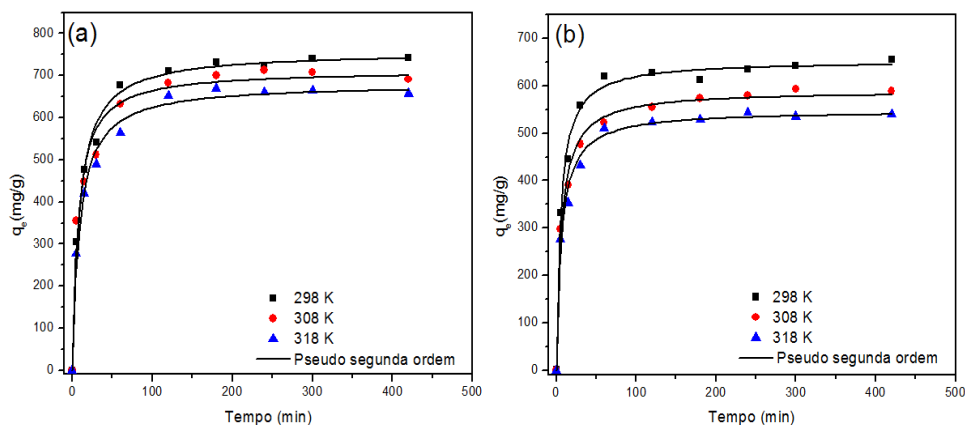 (a)
800
700
600
500
400
300
200
100
0
qe(mg/g)
298 K
308 K
318 K
Pseudo segunda ordem
0 100 200 300 400 500
Tempo (min)
(b)
700
600
500
400
300
200
100
0
qe(mg/g)
298 K
308 K
318 K
Pseudo segunda ordem
0 100 200 300 400 500
Tempo (min)